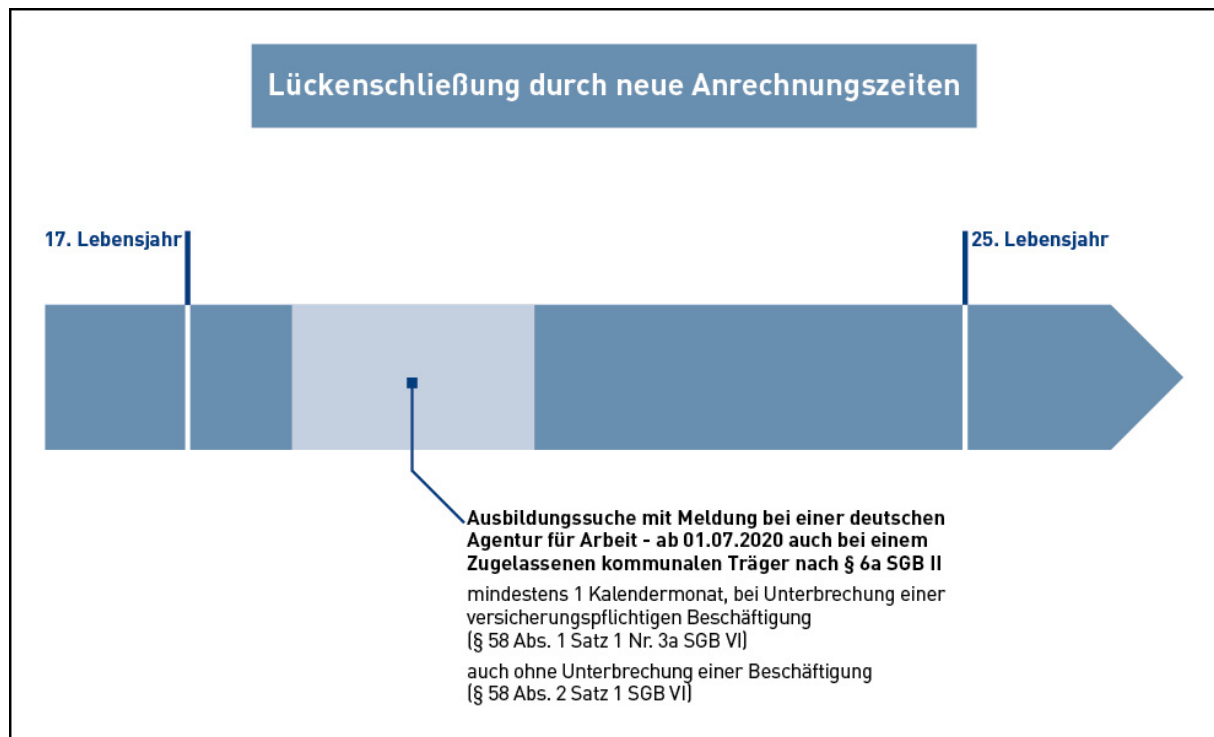 Lückenschließung durch neue Anrechnungszeiten
17. Lebensjahr
25. Lebensjahr
Ausbildungssuche mit Meldung bei einer deutschen
Agentur für Arbeit - ab 01.07.2020 auch bei einem
Zugelassenen kommunalen Träger nach § 6a SGB II
mindestens 1 Kalendermonat, bei Unterbrechung einer
versicherungspflichtigen Beschäftigung
(§ 58 Abs. 1 Satz 1 Nr. 3a SGB VI)
auch ohne Unterbrechung einer Beschäftigung
(§ 58 Abs. 2 Satz 1 SGB VI)